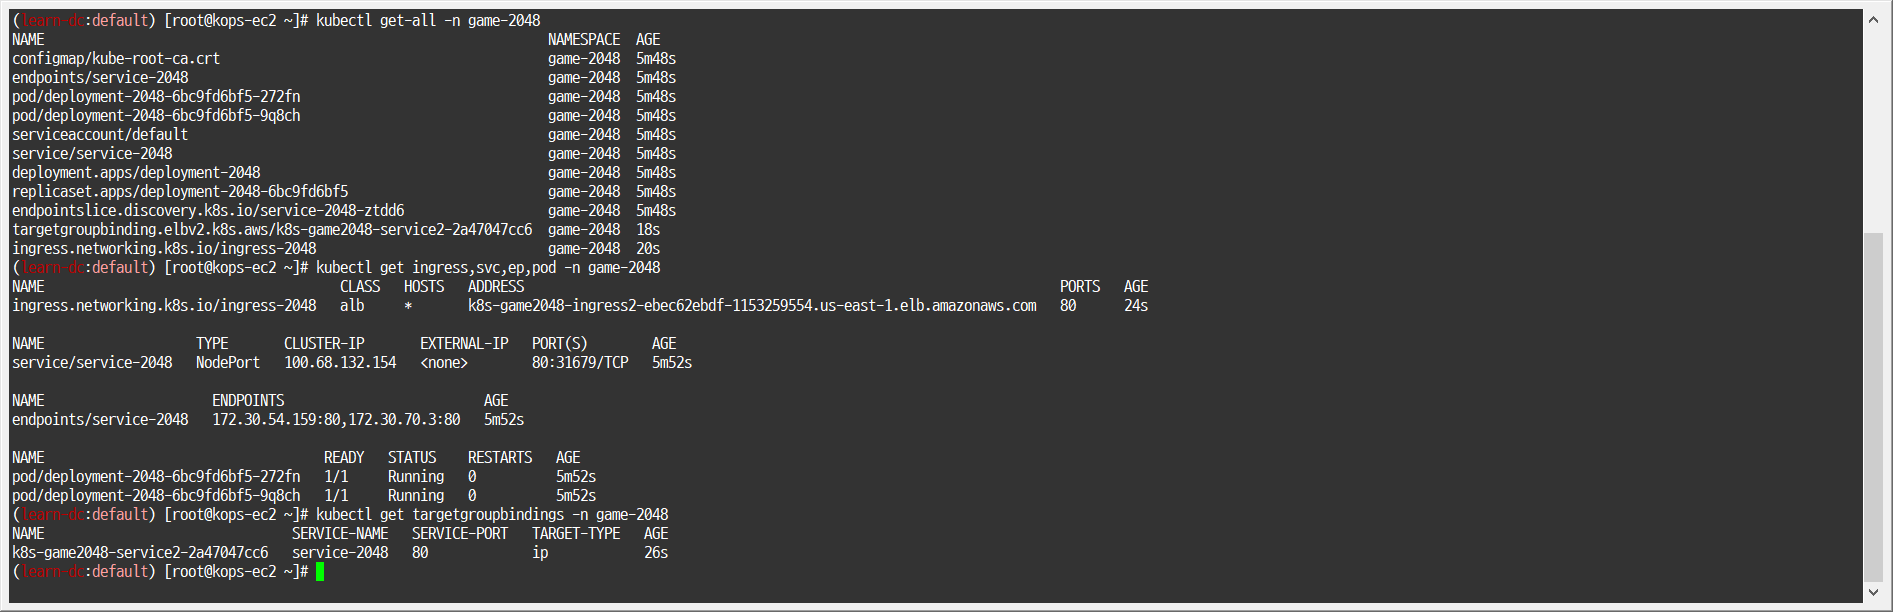 (learn-dc:default) [root@kops-ec2 ~]# kubectl get-all -n game-2048
NAME NAMESPACE AGE
configmap/kube-root-ca.crt game-2048 5m48s
endpoints/service-2048 game-2048 5m48s
pod/deployment-2048-6bc9fd6bf5-272fn game-2048 5m48s
pod/deployment-2048-6bc9fd6bf5-9q8ch game-2048 5m48s
serviceaccount/default game-2048 5m48s
service/service-2048 game-2048 5m48s
deployment.apps/deployment-2048 game-2048 5m48s
replicaset.apps/deployment-2048-6bc9fd6bf5 game-2048 5m48s
endpointslice.discovery.k8s.io/service-2048-ztdd6 game-2048 5m48s
targetgroupbinding.elbv2.k8s.aws/k8s-game2048-service2-2a47047cc6 game-2048 18s
ingress.networking.k8s.io/ingress-2048 game-2048 20s
(learn-dc:default) [root@kops-ec2 ~]# kubectl get ingress,svc,ep,pod -n game-2048
NAME CLASS HOSTS ADDRESS PORTS AGE
ingress.networking.k8s.io/ingress-2048 alb * k8s-game2048-ingress2-ebec62ebdf-1153259554.us-east-1.elb.amazonaws.com 80 24s
NAME TYPE CLUSTER-IP EXTERNAL-IP PORT(S) AGE
service/service-2048 NodePort 100.68.132.154 <none> 80:31679/TCP 5m52s
NAME ENDPOINTS AGE
endpoints/service-2048 172.30.54.159:80,172.30.70.3:80 5m52s
NAME READY STATUS RESTARTS AGE
pod/deployment-2048-6bc9fd6bf5-272fn 1/1 Running 0 5m52s
pod/deployment-2048-6bc9fd6bf5-9q8ch 1/1 Running 0 5m52s
(learn-dc:default) [root@kops-ec2 ~]# kubectl get targetgroupbindings -n game-2048
NAME SERVICE-NAME SERVICE-PORT TARGET-TYPE AGE
k8s-game2048-service2-2a47047cc6 service-2048 80 ip 26s
(learn-dc:default) [root@kops-ec2 ~]#